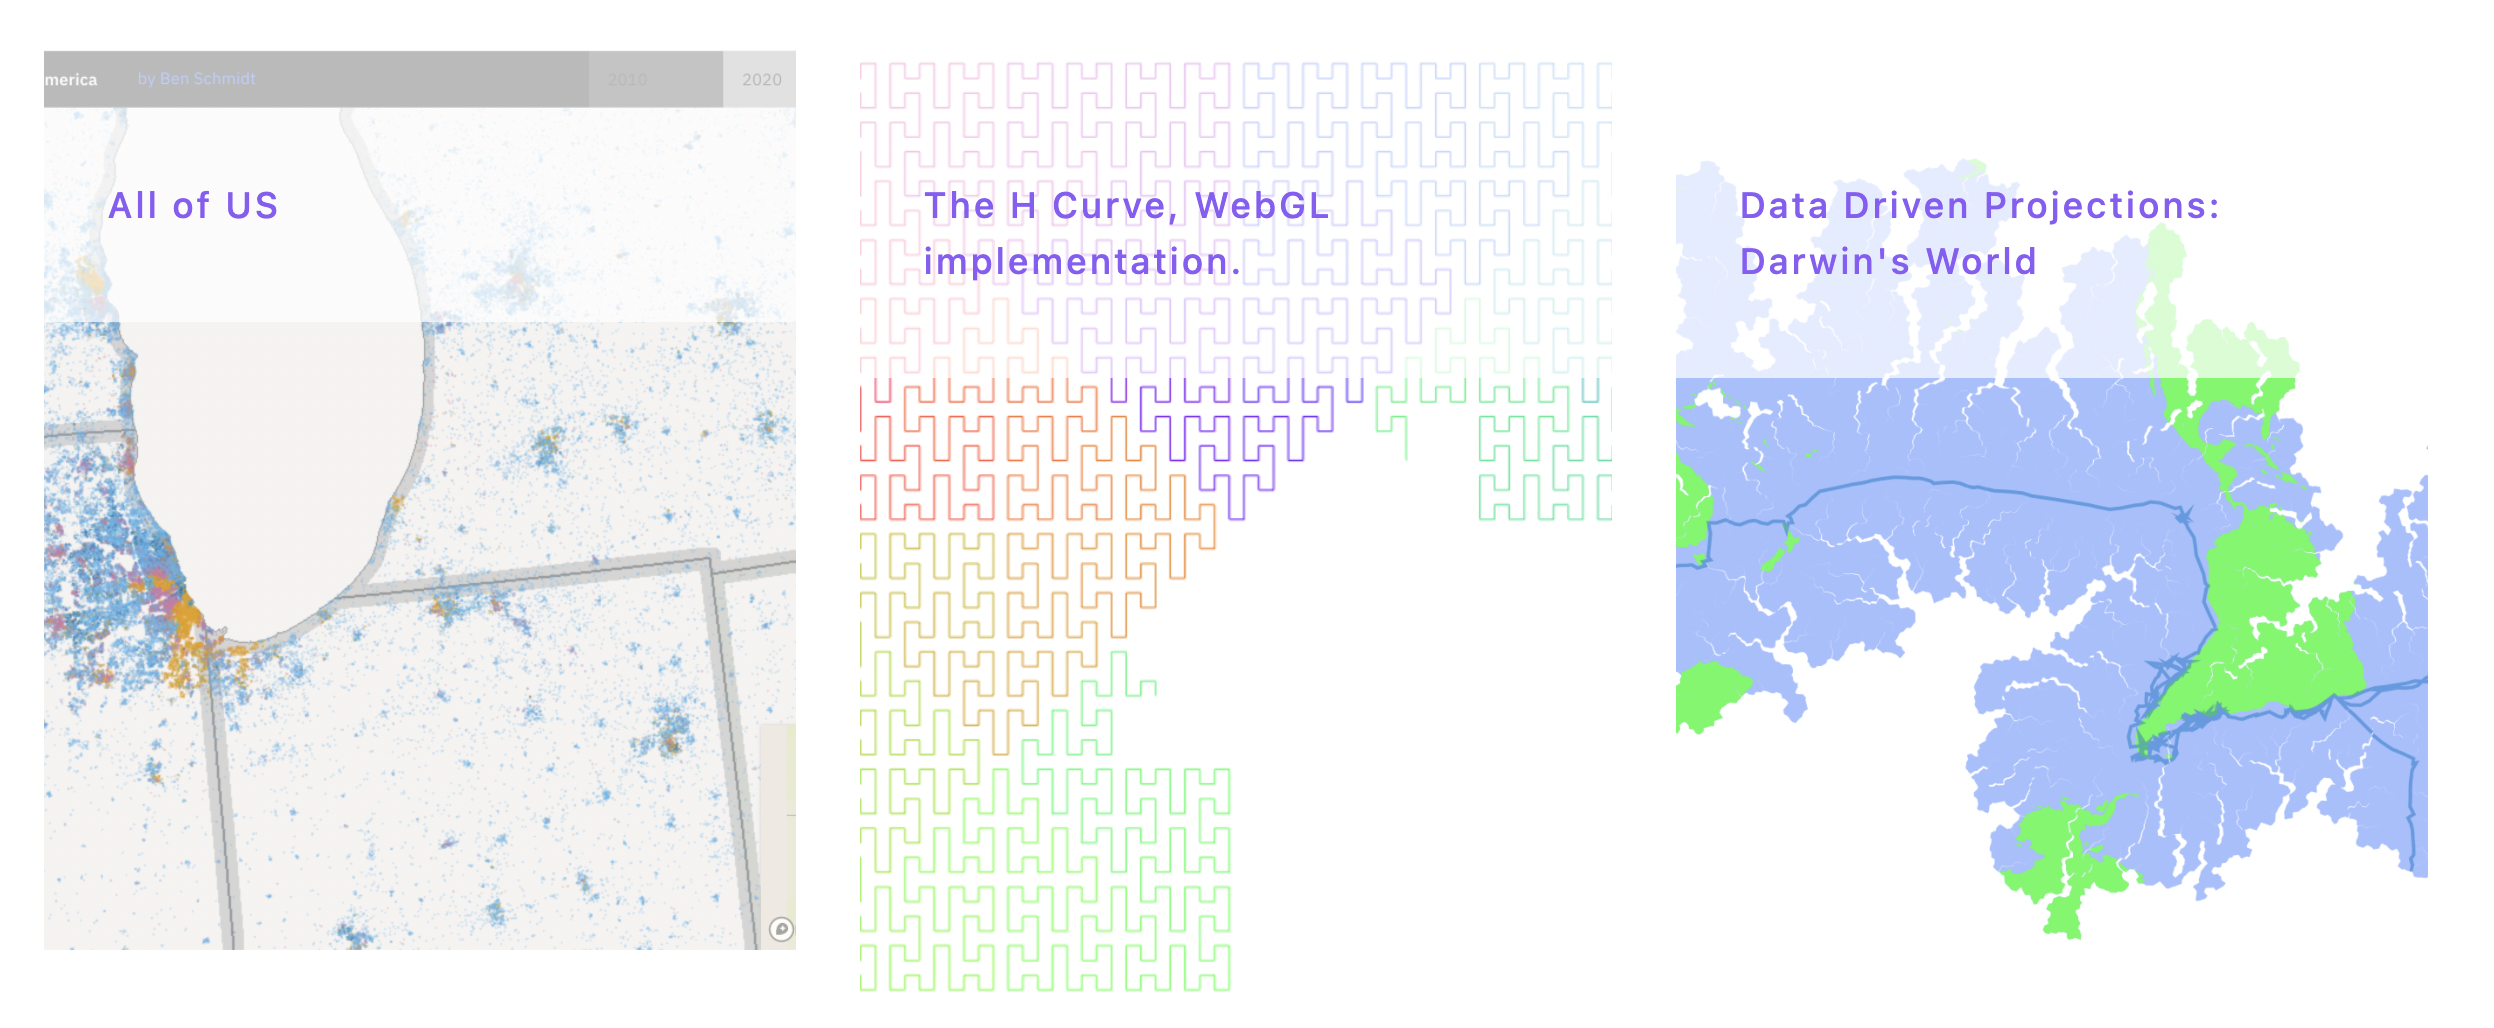 merica by Ben Schmidt 2010 2020
All of US
The H Curve, WebGL
implementation.
Data Driven Projections:
Darwin's World